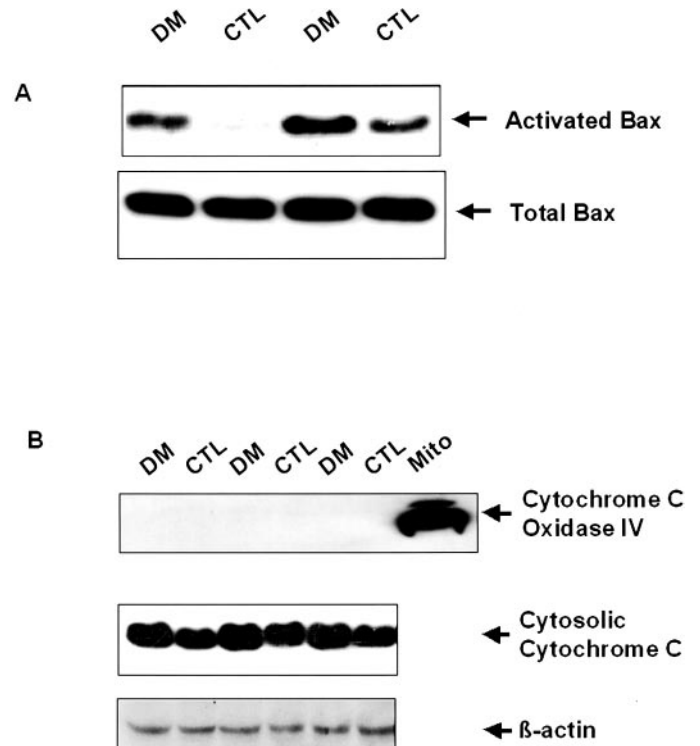 DM CTL DM CTL
A
Activated Bax
Total Bax
B
DM CTL DM CTL DM CTL Mito
Cytochrome C
Oxidase IV
Cytosolic
Cytochrome C
ß-actin